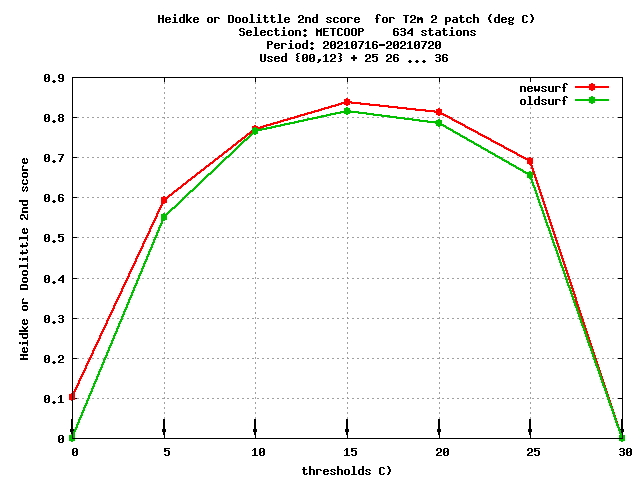 Heidke or Doolittle 2nd score  for T2m 2 patch (deg C)
Selection: METCOOP    634 stations
Period: 20210716-20210720
Used {00,12} + 25 26 ... 36
newsurf
oldsurf
0.9
0.8
0.7
0.6
0.5
0.4
0.3
0.2
0.1
0
Heidke or Doolittle 2nd score
0 5 10 15 20 25 30
thresholds C)